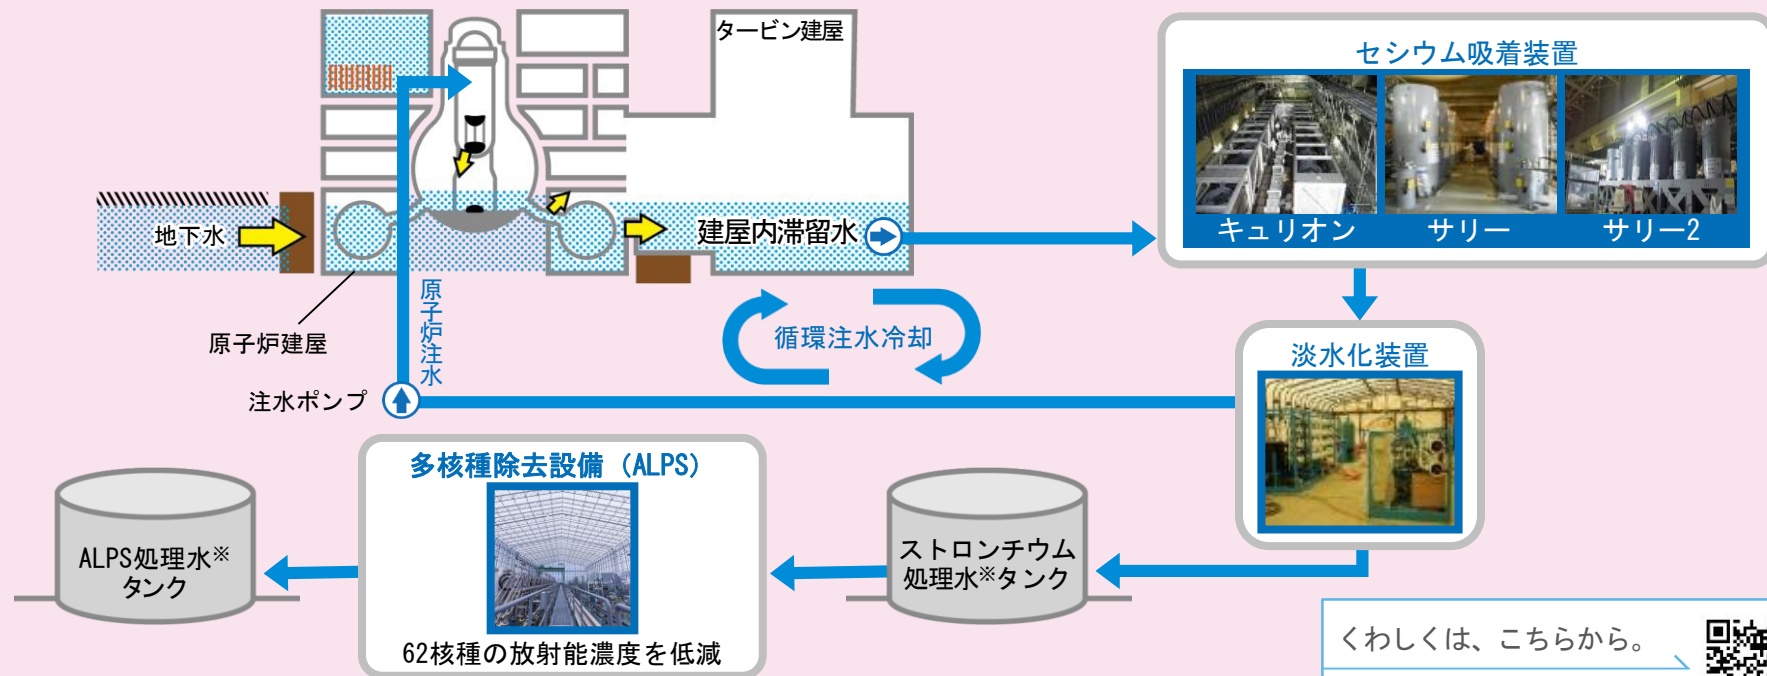 タービン建屋
セシウム吸着装置
キュリオン
サリー
サリー2
地下水
建屋内滞留水
原子炉建屋
原子炉注水
循環注水冷却
淡水化装置
注水ポンプ
多核種除去設備（ALPS）
62核種の放射能濃度を低減
ALPS処理水※
タンク
ストロンチウム
処理水※タンク
くわしくは、こちらから。